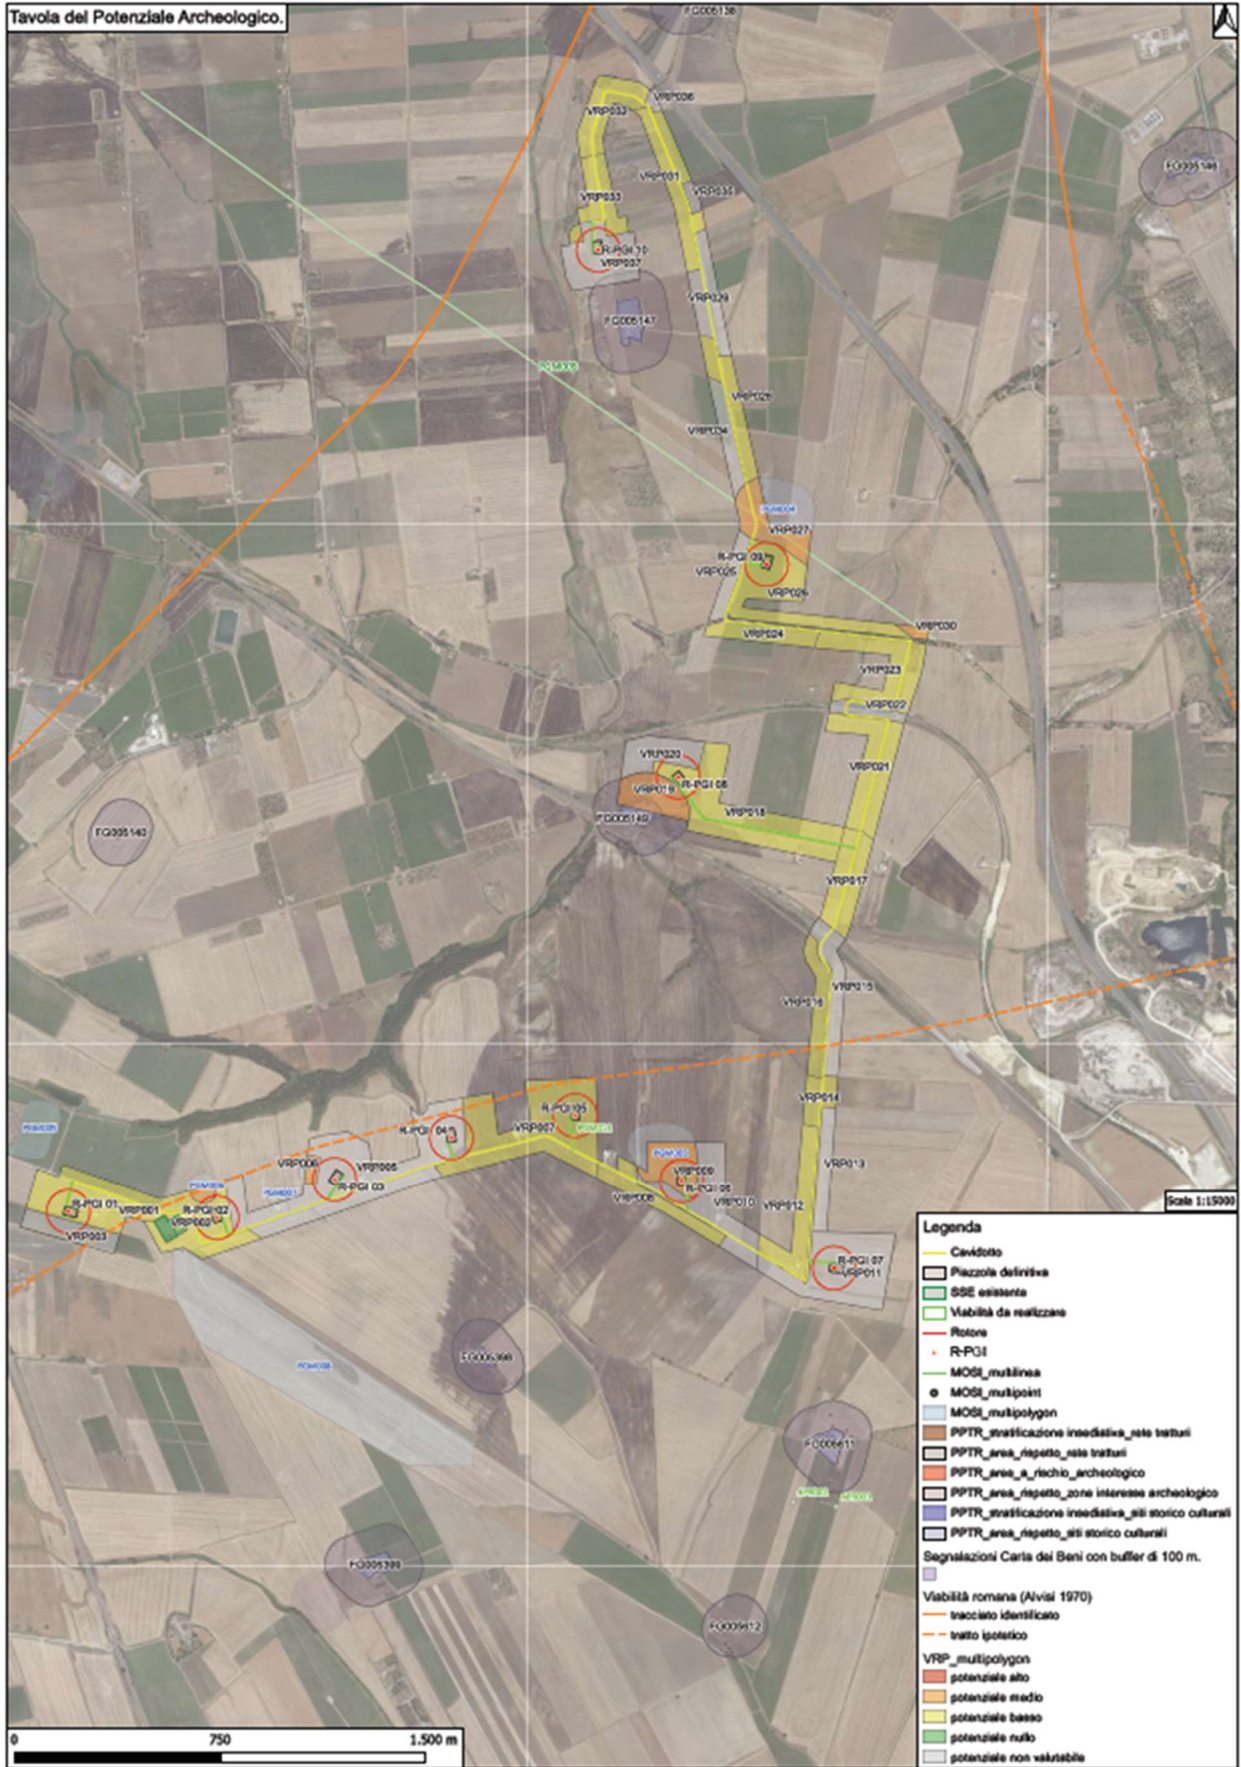 Tavola del Potenziale Archeologico.
FG005138
VRP036
VRP032
FG005146
VRP031
VRP035
VRP033
R-PGI 10
VRP037
VRP029
FG005147
VRP028
VRP034
VRP027
R-PGI 09
VRP025
VRP026
VRP030
VRP024
VRP023
VRP022
VRP020
VRP021
R-PGI 08
VRP019
VRP018
FG005149
FG005140
VRP017
VRP015
VRP016
VRP014
R-PGI 05
R-PGI 04
VRP007
VRP006
VRP005
R-PGI 03
VRP009
R-PGI 06
VRP008
VRP010
VRP013
VRP012
R-PGI 01
VRP001
R-PGI 02
VRP002
VRP003
R-PGI 07
VRP011
Scala 1:15000
FG005398
FG005611
FG005399
FG005612
Legenda
Cavidotto
Piazzola definitiva
SSE esistente
Viabilità da realizzare
Rotore
R-PGI
MOSI_multilinea
MOSI_multipoint
MOSI_multipolygon
PPTR_stratificazione insediativa_rete tratturi
PPTR_area_rispetto_rete tratturi
PPTR_area_a_rischio_archeologico
PPTR_area_rispetto_zone interesse archeologico
PPTR_stratificazione insediativa_siti storico culturali
PPTR_area_rispetto_siti storico culturali
Segnalazioni Carta dei Beni con buffer di 100 m.
Viabilità romana (Alvisi 1970)
tracciato identificato
tratto ipotetico
VRP_multipolygon
potenziale alto
potenziale medio
potenziale basso
potenziale nullo
potenziale non valutabile
0 750 1.500 m